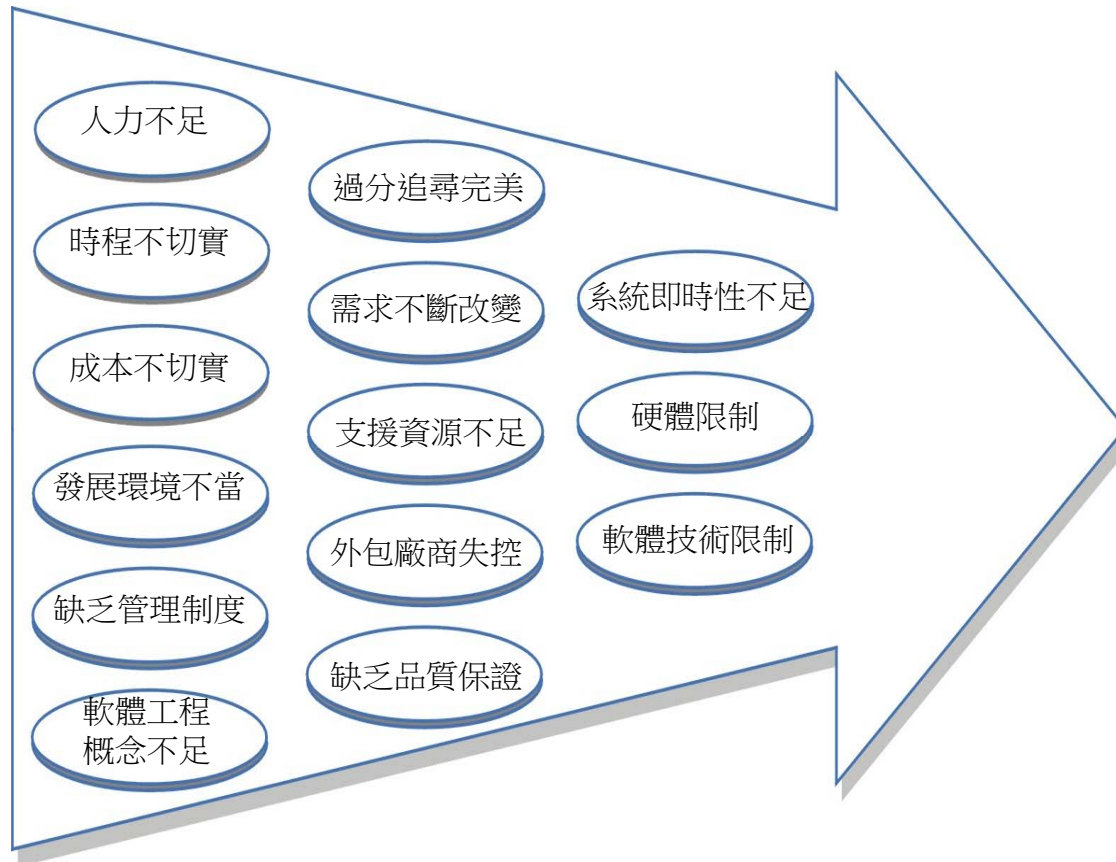 人力不足
時程不切實
成本不切實
發展環境不當
缺乏管理制度
軟體工程
概念不足
過分追尋完美
需求不斷改變
支援資源不足
外包廠商失控
缺乏品質保證
系統即時性不足
硬體限制
軟體技術限制